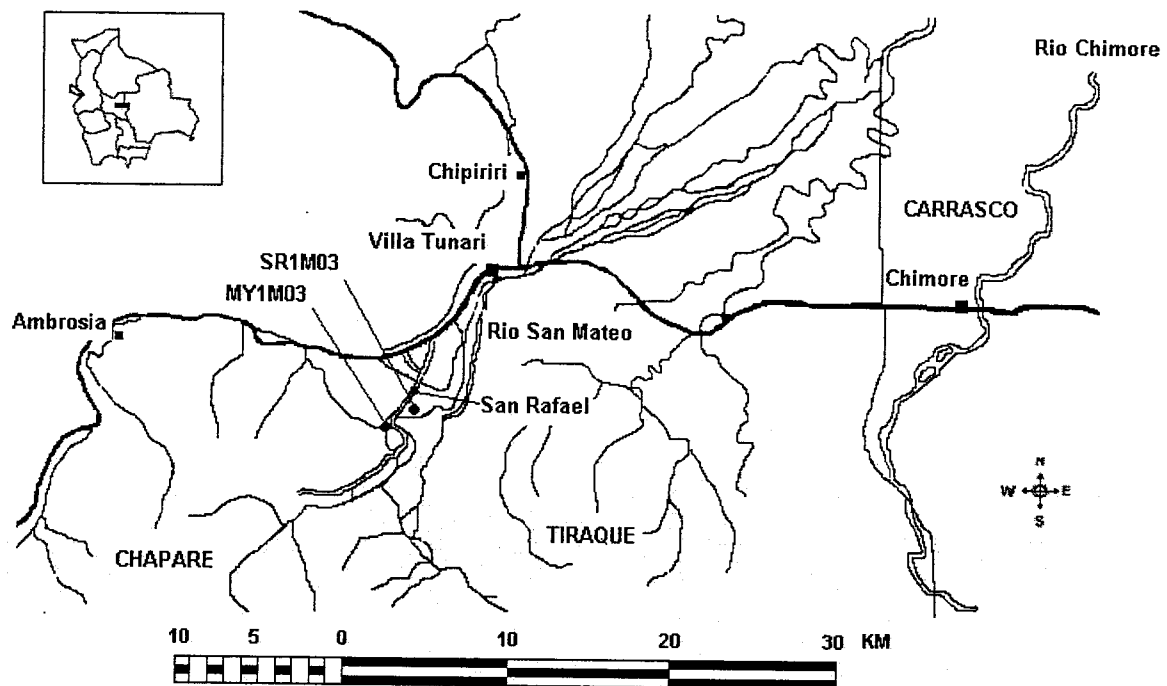 Rio Chimore
Chipiriri
CARRASCO
Villa Tunari
SR1M03
Chimore
MY1M03
Ambrosia
Rio San Mateo
San Rafael
N
W E
S
TIRAQUE
CHAPARE
10 5 0 10 20 30 KM